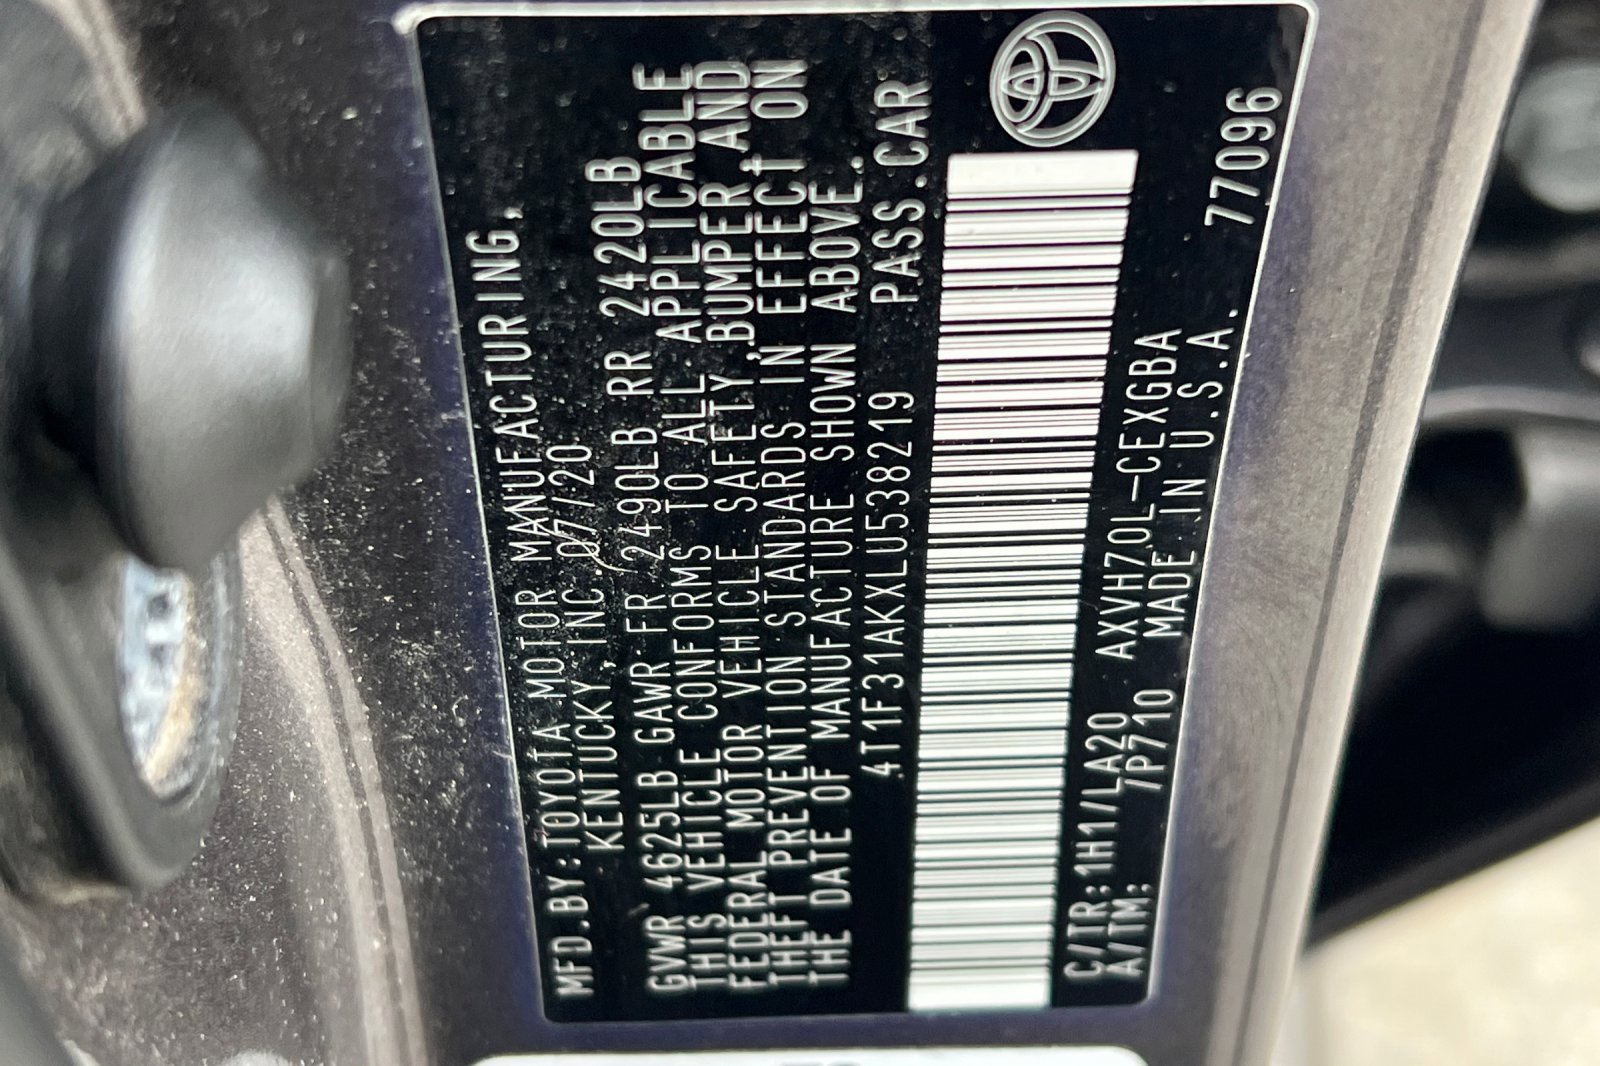 MFD.BY:TOYOTA MOTOR MANUFACTURING,
KENTUCKY, INC. 07/20
GVWR 4625LB GAWR FR 2490LB RR 2420LB
THIS VEHICLE CONFORMS TO ALL APPLICABLE
FEDERAL MOTOR VEHICLE SAFETY,BUMPER,AND
THEFT PREVENTION STANDARDS IN EFFECT ON
THE DATE OF MANUFACTURE SHOWN ABOVE.
4T1F31AKXLU538219 PASS.CAR
C/TR:1H1/LA20 AXVH70L-CEXGBA
A/TM: /P710 MADE IN U.S.A. 77096